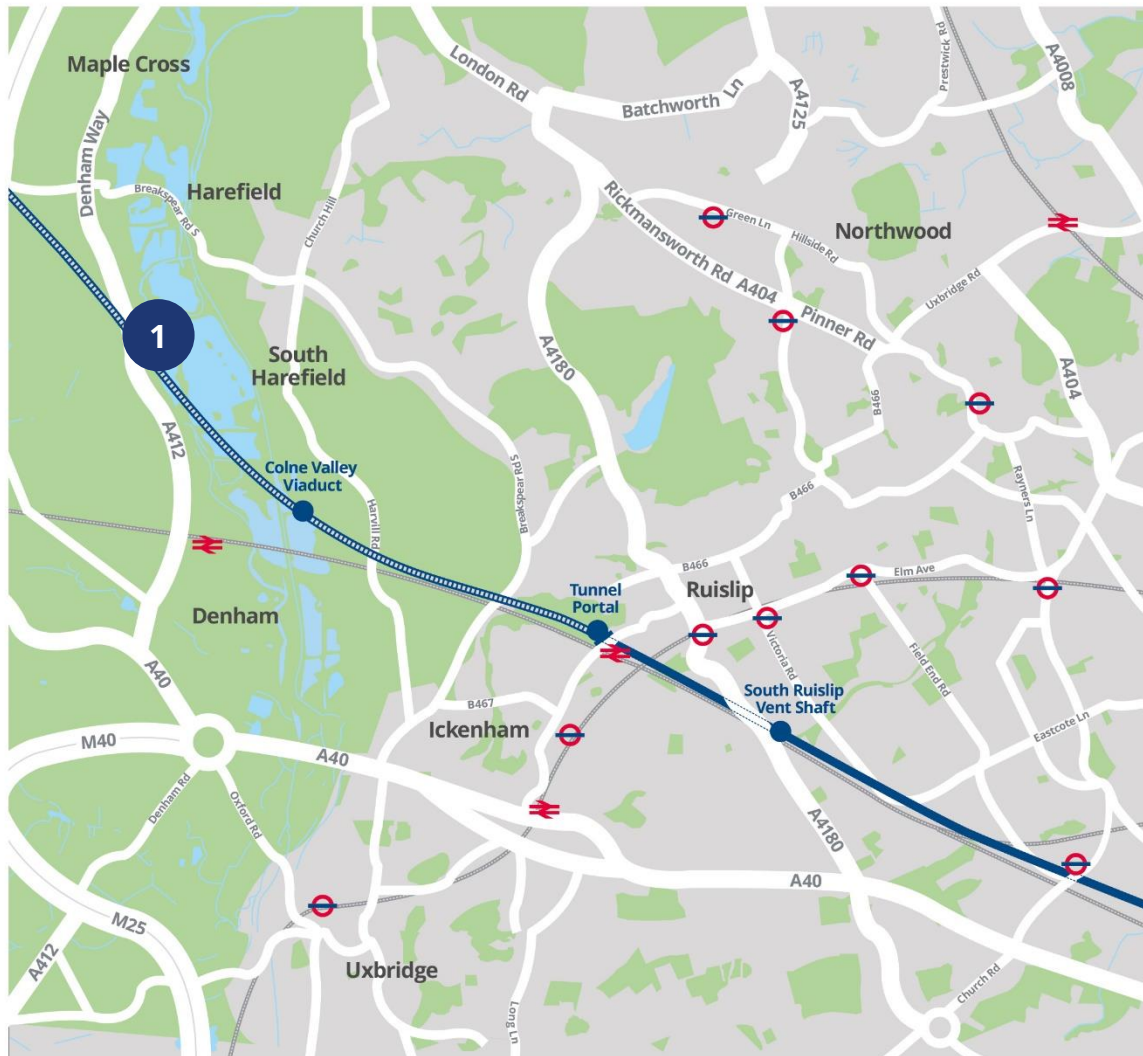 Maple Cross
London Rd
Batchworth Ln
A4125
Prestwick Rd
A4008
Denham Way
Breakspear Rd S
Harefield
Church Hill
Rickmansworth Rd A404
Green Ln
Hillside Rd
Northwood
Uxbridge Rd
Pinner Rd
1
South
Harefield
A4180
B466
A404
A412
Colne Valley
Viaduct
Harvill Rd
Breakspear Rd S
B466
Rayners Ln
B466
Elm Ave
Denham
Tunnel
Portal
Ruislip
Victoria Rd
Field End Rd
A40
B467
Ickenham
South Ruislip
Vent Shaft
Eastcote Ln
M40
A40
Denham Rd
Oxford Rd
A4180
A40
M25
A412
Uxbridge
Long Ln
Church Rd